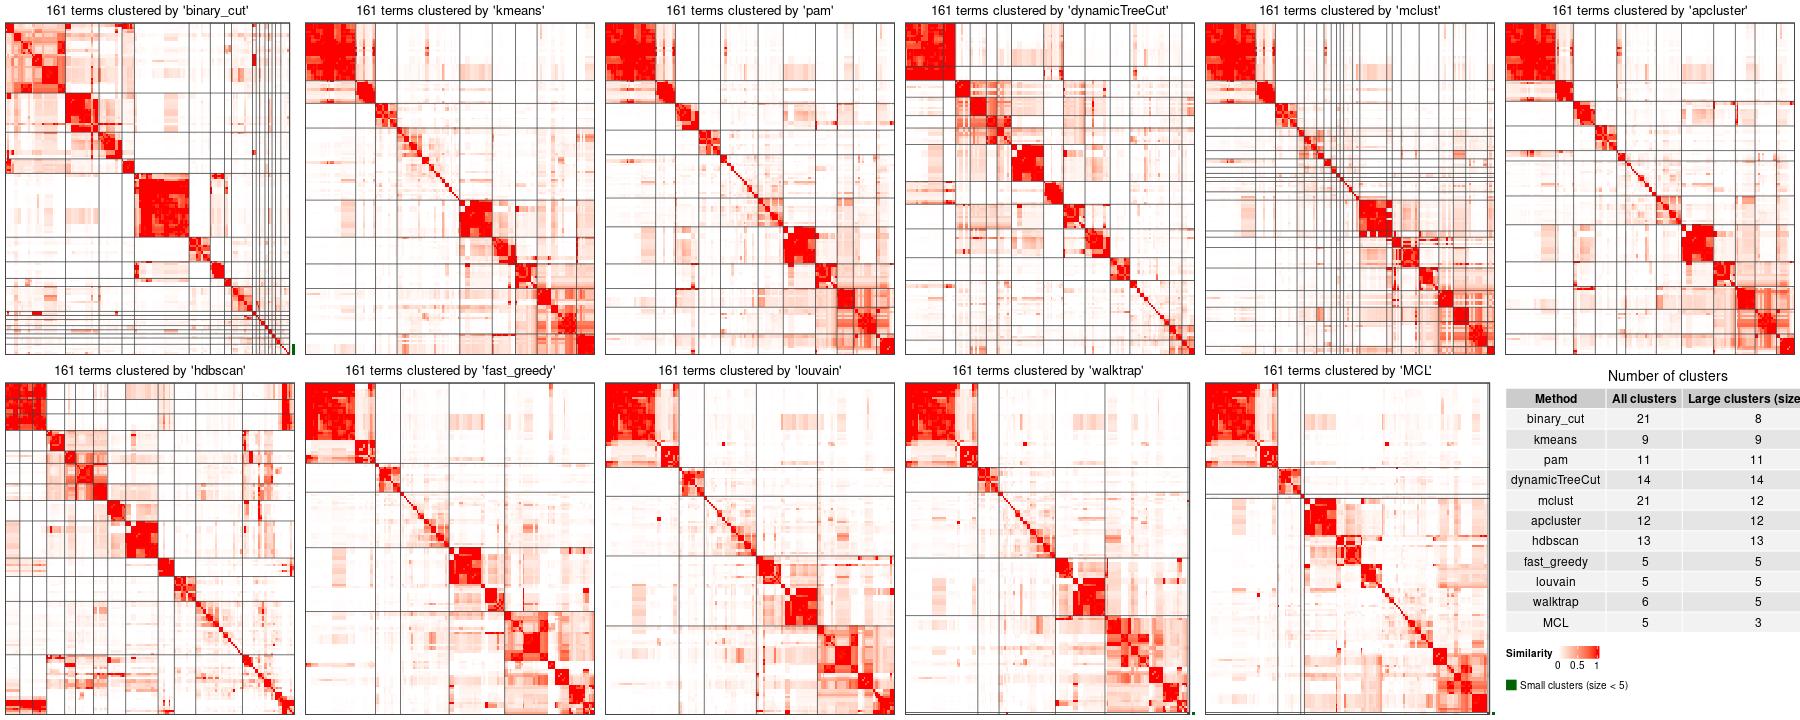 161 terms clustered by 'binary_cut'
161 terms clustered by 'kmeans'
161 terms clustered by 'pam'
161 terms clustered by 'dynamicTreeCut'
161 terms clustered by 'mclust'
161 terms clustered by 'apcluster'
161 terms clustered by 'hdbscan'
161 terms clustered by 'fast_greedy'
161 terms clustered by 'louvain'
161 terms clustered by 'walktrap'
161 terms clustered by 'MCL'
Number of clusters
Method All clusters Large clusters (size
binary_cut 21 8
kmeans 9 9
pam 11 11
dynamicTreeCut 14 14
mclust 21 12
apcluster 12 12
hdbscan 13 13
fast_greedy 5 5
louvain 5 5
walktrap 6 5
MCL 5 3
Similarity
0 0.5 1
Small clusters (size < 5)